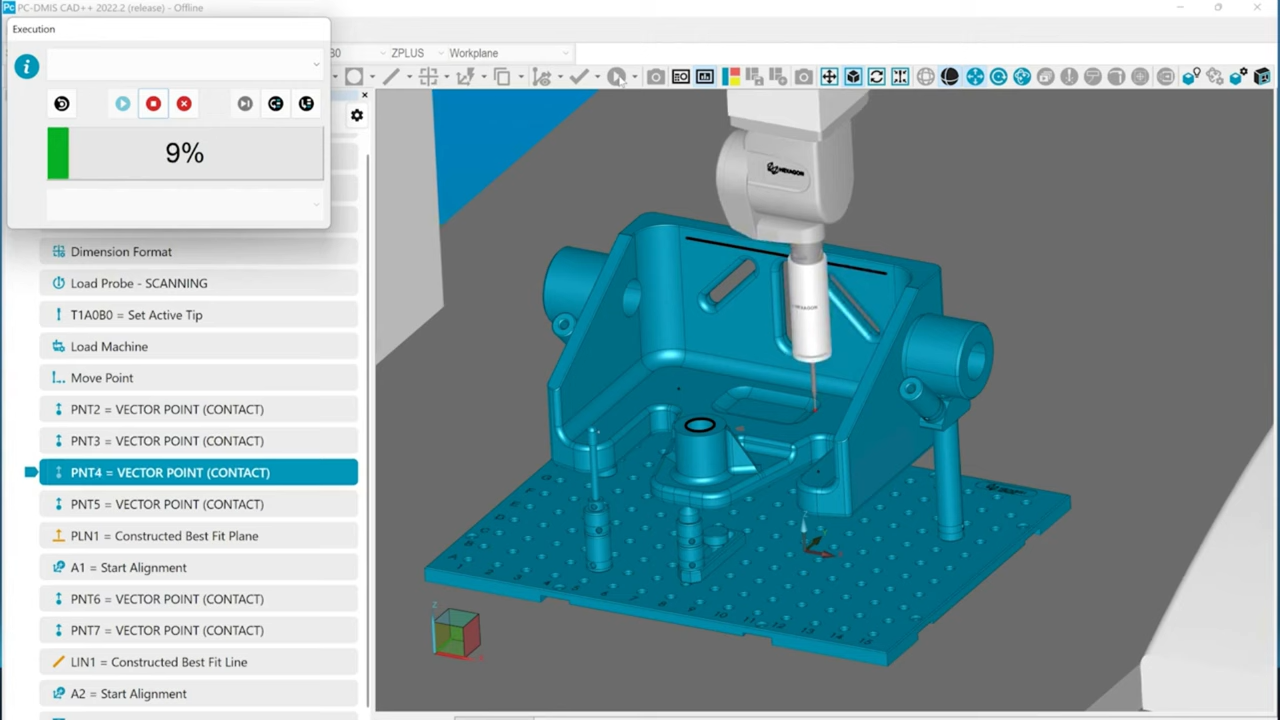 PC-DMIS CAD++ 2022.2 (release) - Offline
Execution
ZPLUS
Workplane
9%
Dimension Format
Load Probe - SCANNING
T1A0B0 = Set Active Tip
Load Machine
Move Point
PNT2 = VECTOR POINT (CONTACT)
PNT3 = VECTOR POINT (CONTACT)
PNT4 = VECTOR POINT (CONTACT)
PNT5 = VECTOR POINT (CONTACT)
PLN1 = Constructed Best Fit Plane
A1 = Start Alignment
PNT6 = VECTOR POINT (CONTACT)
PNT7 = VECTOR POINT (CONTACT)
LIN1 = Constructed Best Fit Line
A2 = Start Alignment
HEXAGON
HEXAGON
Z